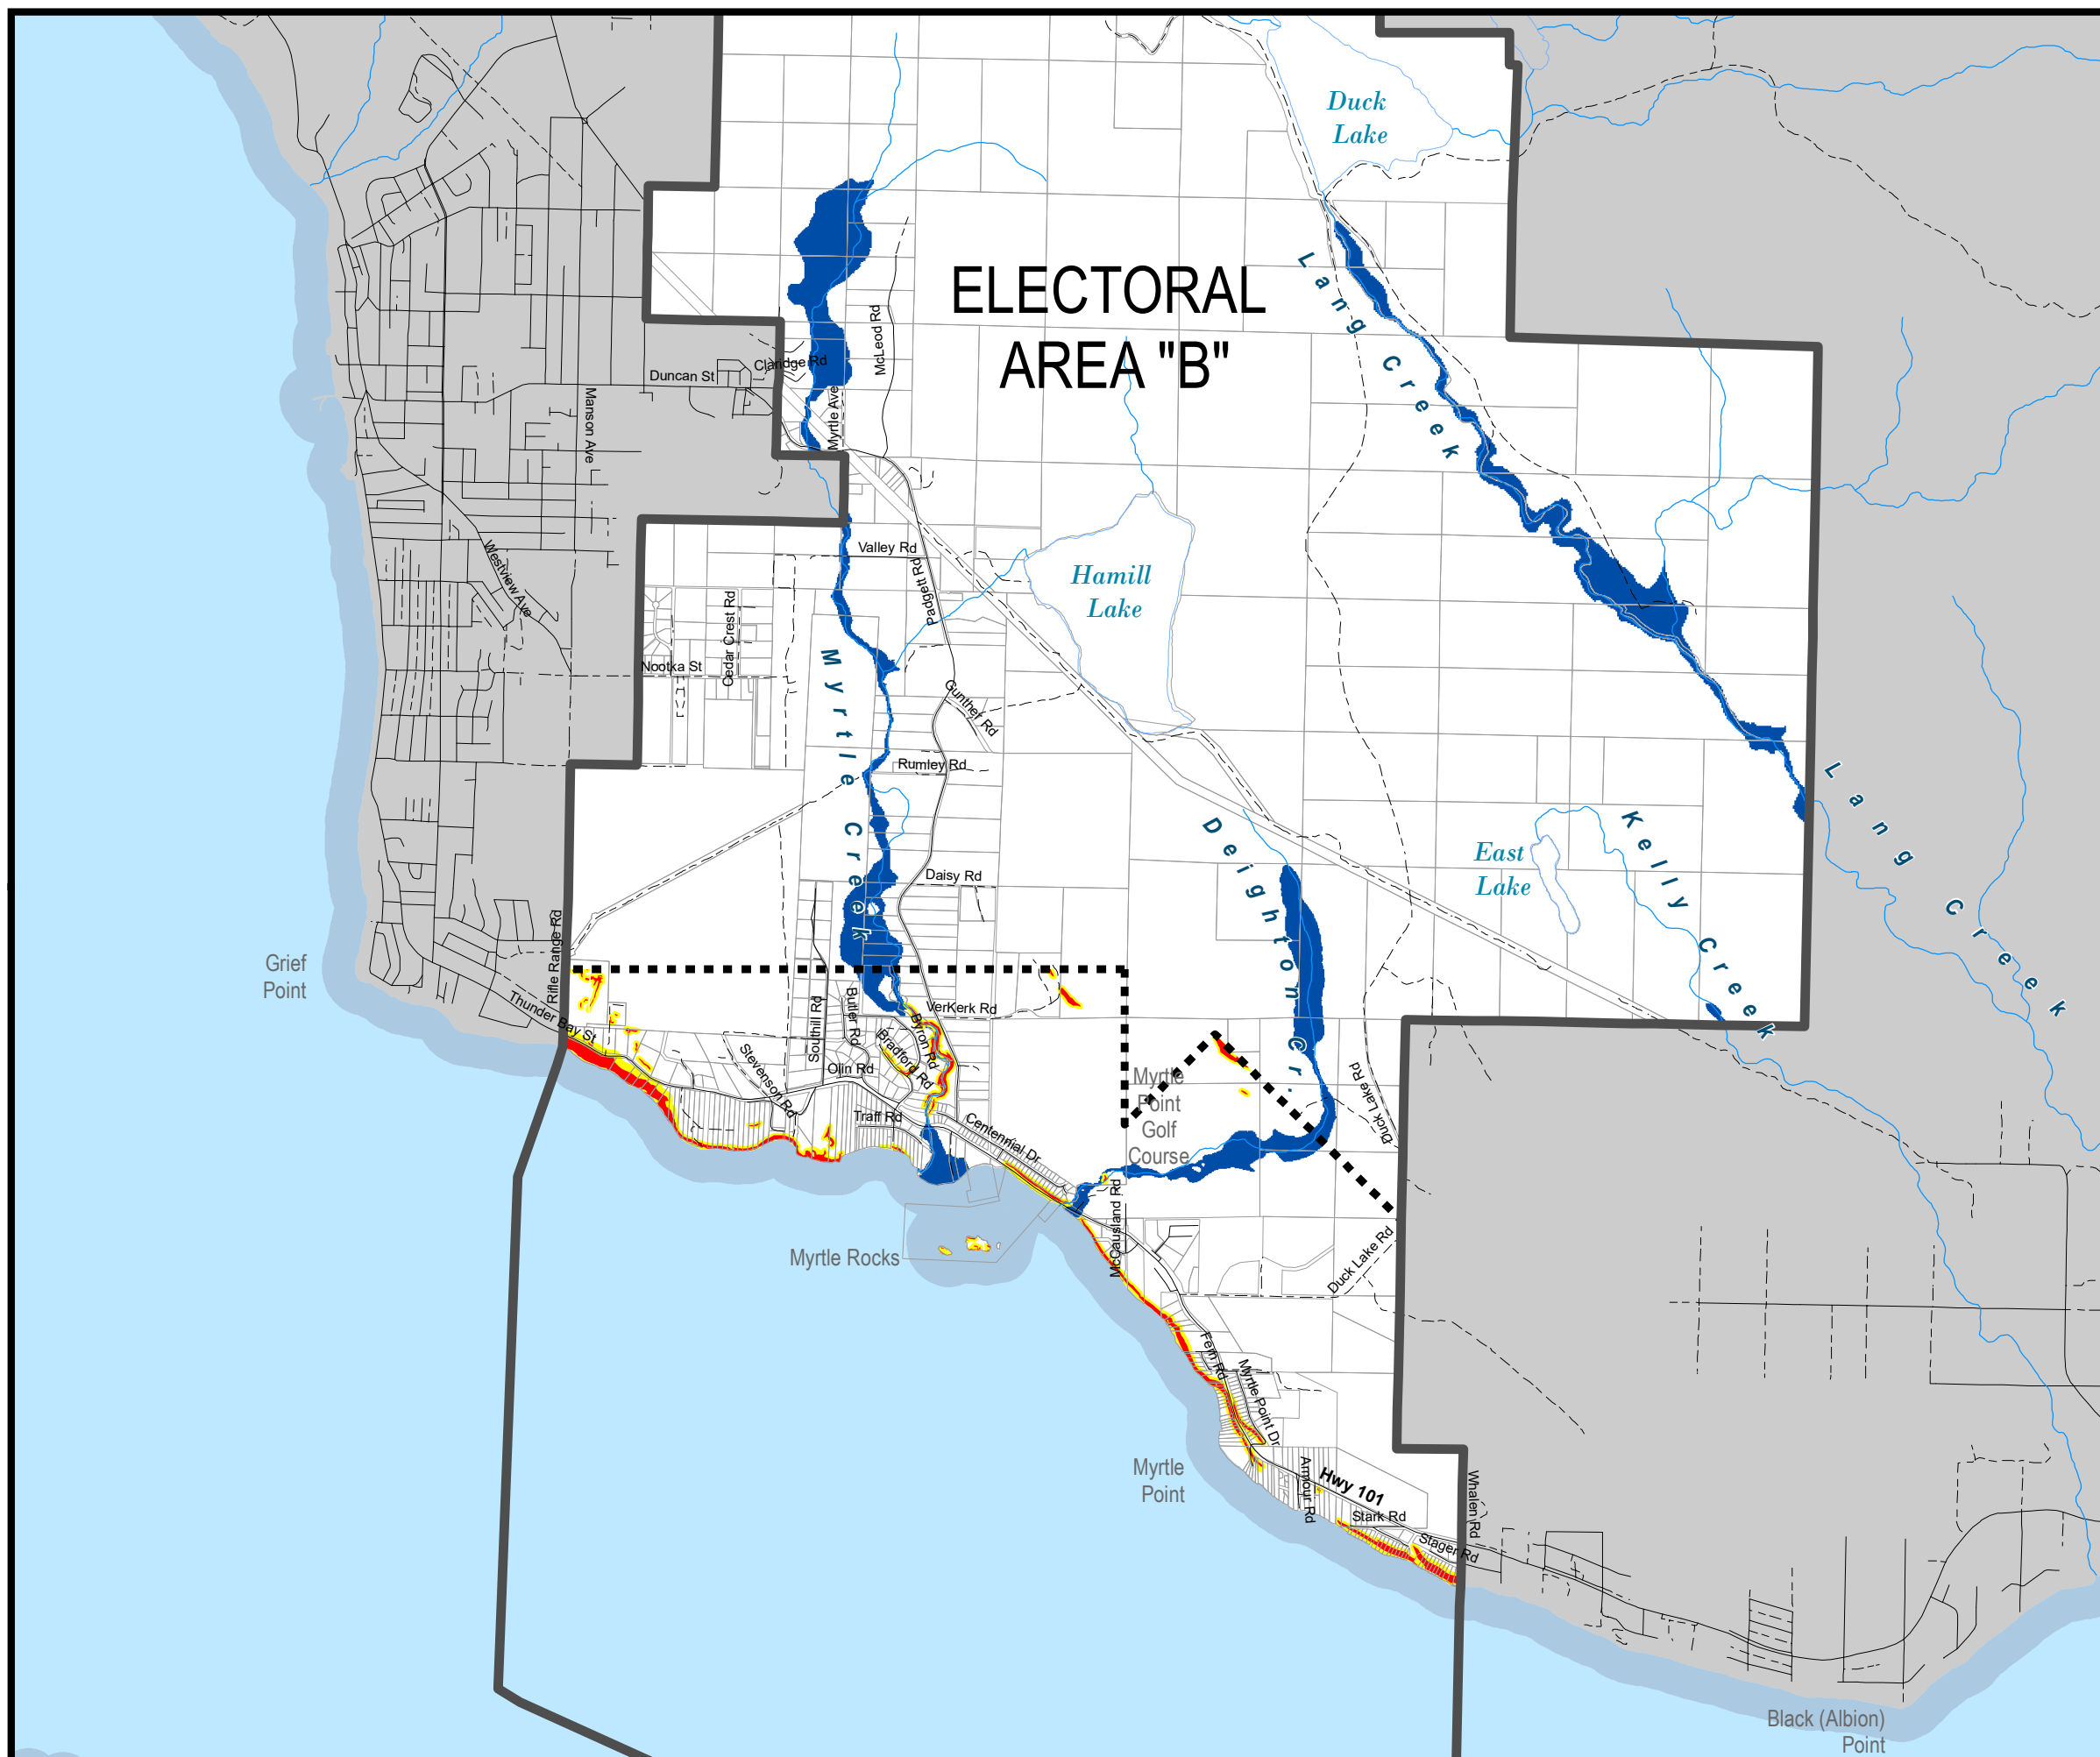 Duck
Lake
ELECTORAL
AREA "B"
Lang Creek
McLeod Rd
Claridge Rd
Duncan St
Myrtle Ave
Manson Ave
Westview Ave
Valley Rd
Padgett Rd
Hamill
Lake
Cedar Crest Rd
Nootka St
Myrtle Creek
Gunther Rd
Rumley Rd
Lang Creek
Deighton Cr.
Kelly Creek
East
Lake
Daisy Rd
Rifle Range Rd
Grief
Point
Thunder Bay St
VerKerk Rd
Southill Rd
Butler Rd
Byron Rd
Bradford Rd
Stevenson Rd
Olin Rd
Traff Rd
Centennial Dr
Myrtle
Point
Golf
Course
Duck Lake Rd
McCausland Rd
Myrtle Rocks
Duck Lake Rd
Fern Rd
Myrtle Point Dr
Myrtle
Point
Armour Rd
Hwy 101
Stark Rd
Stager Rd
Whalen Rd
Black (Albion)
Point